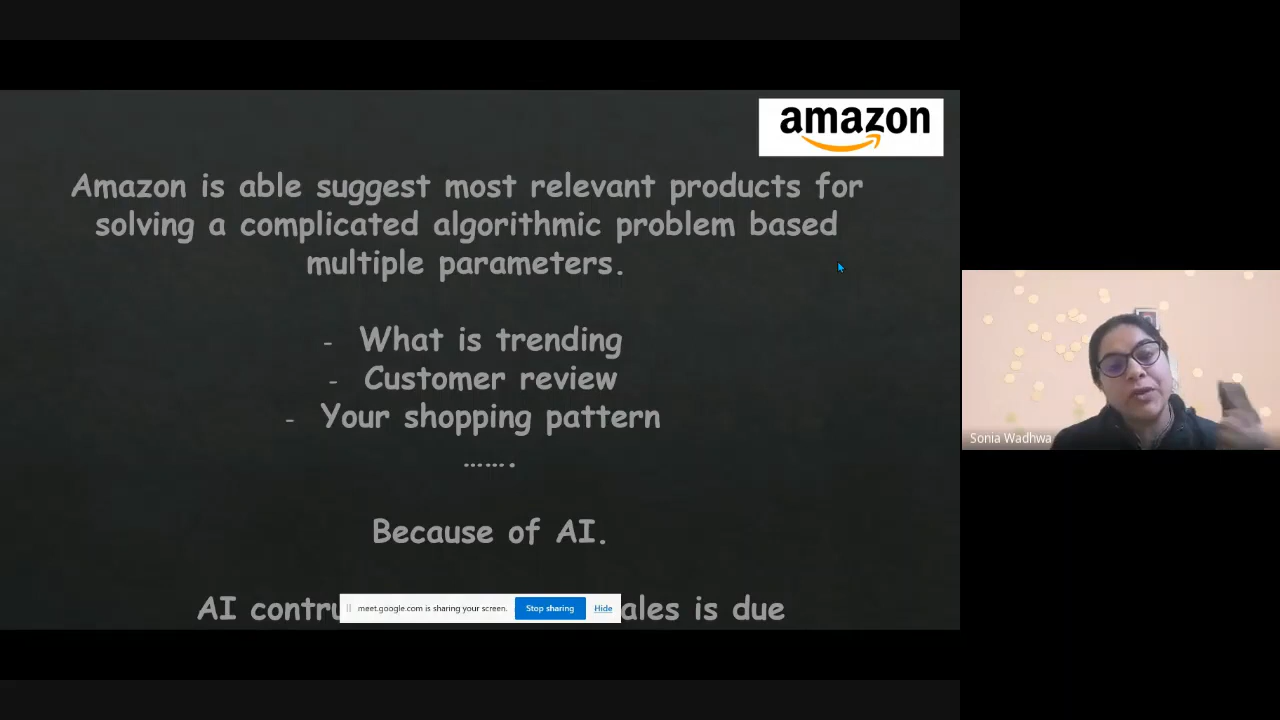 amazon
Amazon is able suggest most relevant products for
solving a complicated algorithmic problem based
multiple parameters.
- What is trending
- Customer review
- Your shopping pattern
…….
Because of AI.
AI ales is due
meet.google.com is sharing your screen. Stop sharing Hide
Sonia Wadhwa